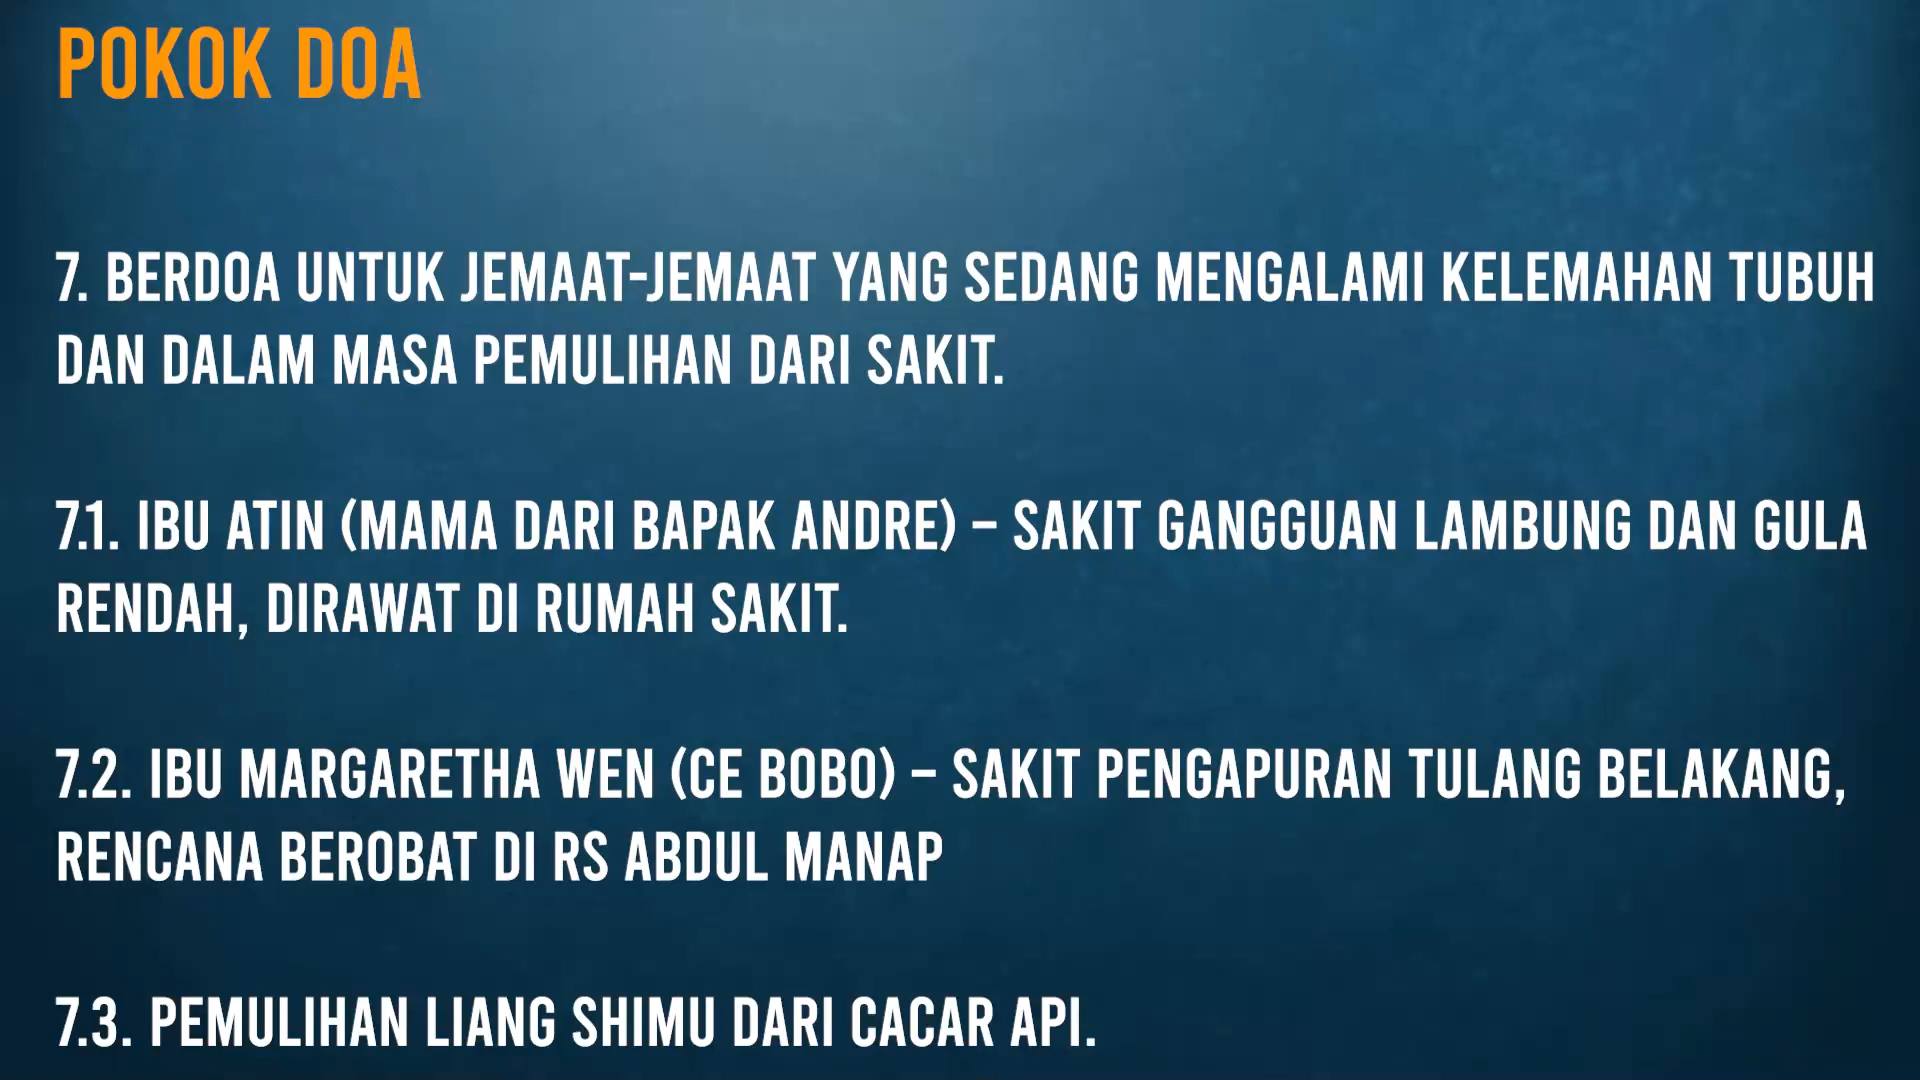 POKOK DOA
7. BERDOA UNTUK JEMAAT-JEMAAT YANG SEDANG MENGALAMI KELEMAHAN TUBUH
DAN DALAM MASA PEMULIHAN DARI SAKIT.
7.1. IBU ATIN (MAMA DARI BAPAK ANDRE) – SAKIT GANGGUAN LAMBUNG DAN GULA
RENDAH, DIRAWAT DI RUMAH SAKIT.
7.2. IBU MARGARETHA WEN (CE BOBO) – SAKIT PENGAPURAN TULANG BELAKANG,
RENCANA BEROBAT DI RS ABDUL MANAP
7.3. PEMULIHAN LIANG SHIMU DARI CACAR API.